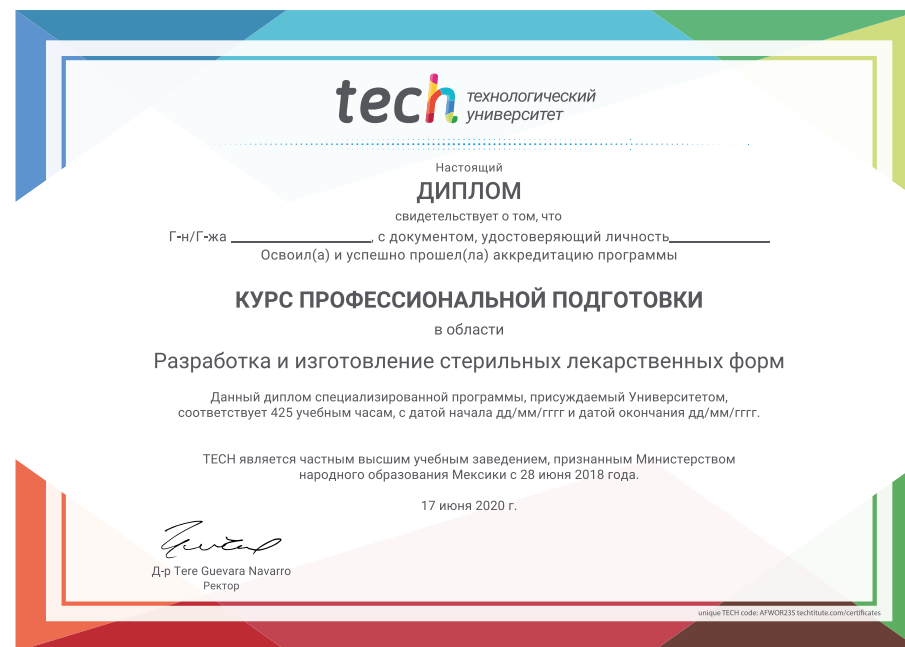 tech технологический
университет
Настоящий
ДИПЛОМ
свидетельствует о том, что
Г-н/Г-жа ____________________, с документом, удостоверяющий личность______________
Освоил(а) и успешно прошел(ла) аккредитацию программы
КУРС ПРОФЕССИОНАЛЬНОЙ ПОДГОТОВКИ
в области
Разработка и изготовление стерильных лекарственных форм
Данный диплом специализированной программы, присуждаемый Университетом,
соответствует 425 учебным часам, с датой начала дд/мм/гггг и датой окончания дд/мм/гггг.
TECH является частным высшим учебным заведением, признанным Министерством
народного образования Мексики с 28 июня 2018 года.
17 июня 2020 г.
Д-р Tere Guevara Navarro
Ректор
unique TECH code: AFWOR23S techtitute.com/certificates